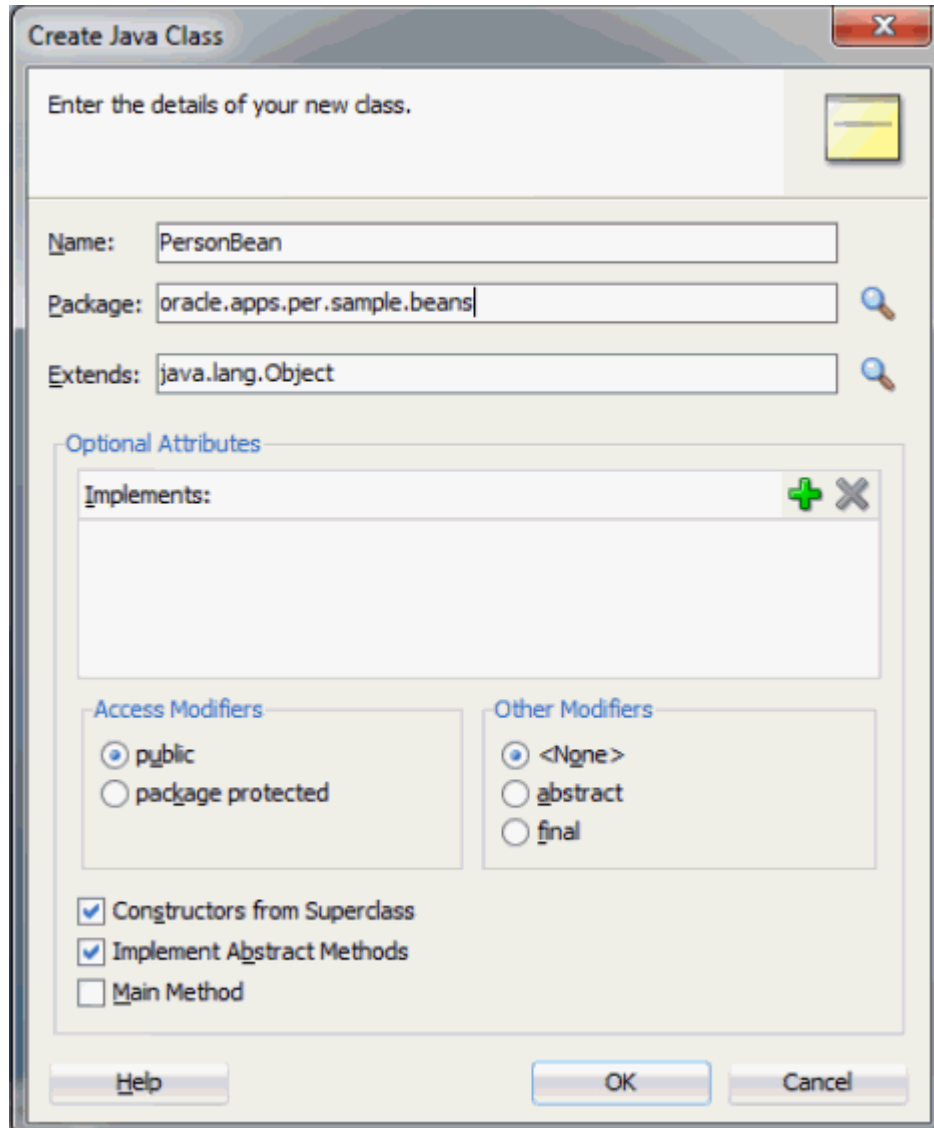 Create Java Class
Enter the details of your new class.
Name: PersonBean
Package: oracle.apps.per.sample.beans
Extends: java.lang.Object
Optional Attributes
Implements:
Access Modifiers
public
package protected
Other Modifiers
<None>
abstract
final
Constructors from Superclass
Implement Abstract Methods
Main Method
Help OK Cancel